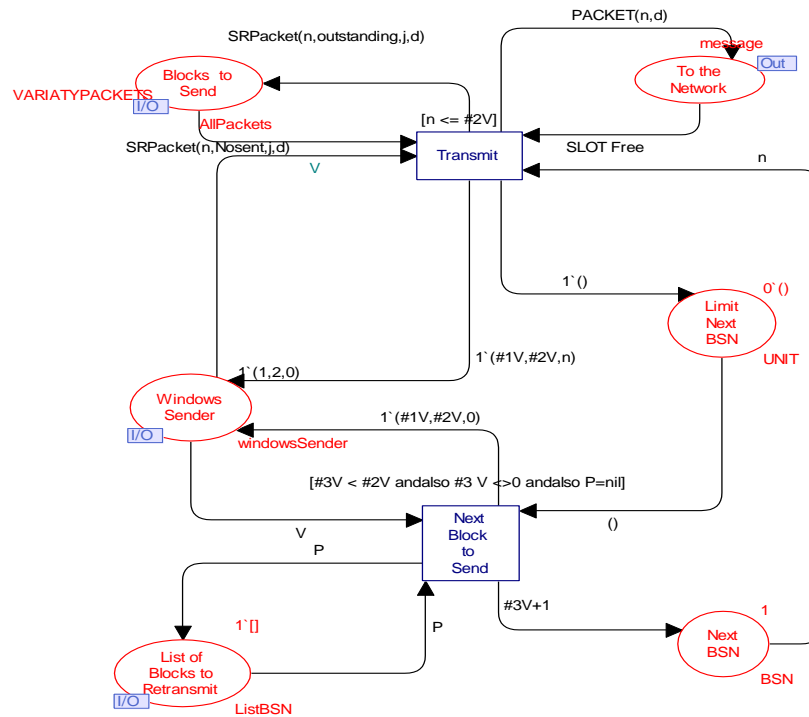 PACKET(n,d)
SRPacket(n,outstanding,j,d)
message
Out
Blocks to
Send
To the
Network
VARIATYPACKETS
I/O
AllPackets
[n <= #2V]
SRPacket(n,Nosent,j,d)
Transmit
SLOT Free
V
n
1`()
0`()
Limit
Next
BSN
UNIT
1`(#1V,#2V,n)
1`(1,2,0)
Windows
Sender
I/O
1`(#1V,#2V,0)
windowsSender
[#3V < #2V andalso #3 V <>0 andalso P=nil]
Next
Block
to
Send
()
V
P
#3V+1
1
1`[]
P
Next
BSN
List of
Blocks to
Retransmit
I/O
ListBSN
BSN